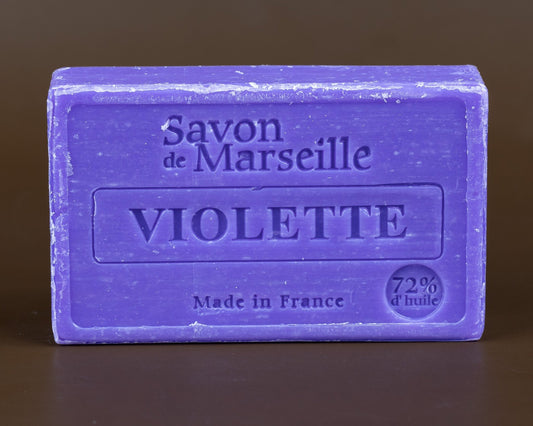 Savon
de Marseille
VIOLETTE
Made in France
72%
d'huile